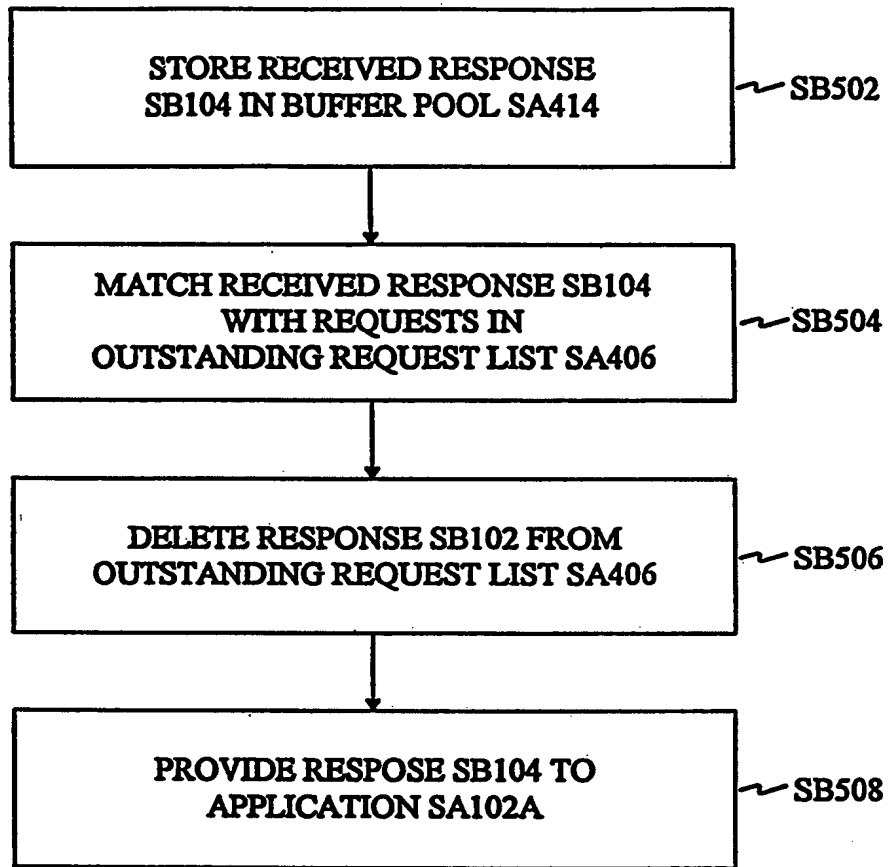 STORE RECEIVED RESPONSE
SB104 IN BUFFER POOL SA414
SB502
MATCH RECEIVED RESPONSE SB104
WITH REQUESTS IN
OUTSTANDING REQUEST LIST SA406
SB504
DELETE RESPONSE SB102 FROM
OUTSTANDING REQUEST LIST SA406
SB506
PROVIDE RESPOSE SB104 TO
APPLICATION SA102A
SB508